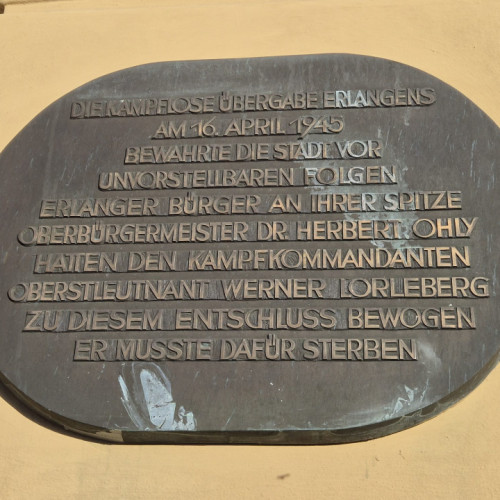 DIE KAMPFLOSE ÜBERGABE ERLANGENS
AM 16. APRIL 1945
BEWAHRTE DIE STADT VOR
UNVORSTELLBAREN FOLGEN
ERLANGER BÜRGER AN IHRER SPITZE
OBERBÜRGERMEISTER DR. HERBERT OHLY
HATTEN DEN KAMPFKOMMANDANTEN
OBERSTLEUTNANT WERNER LORLEBERG
ZU DIESEM ENTSCHLUSS BEWOGEN
ER MUSSTE DAFÜR STERBEN